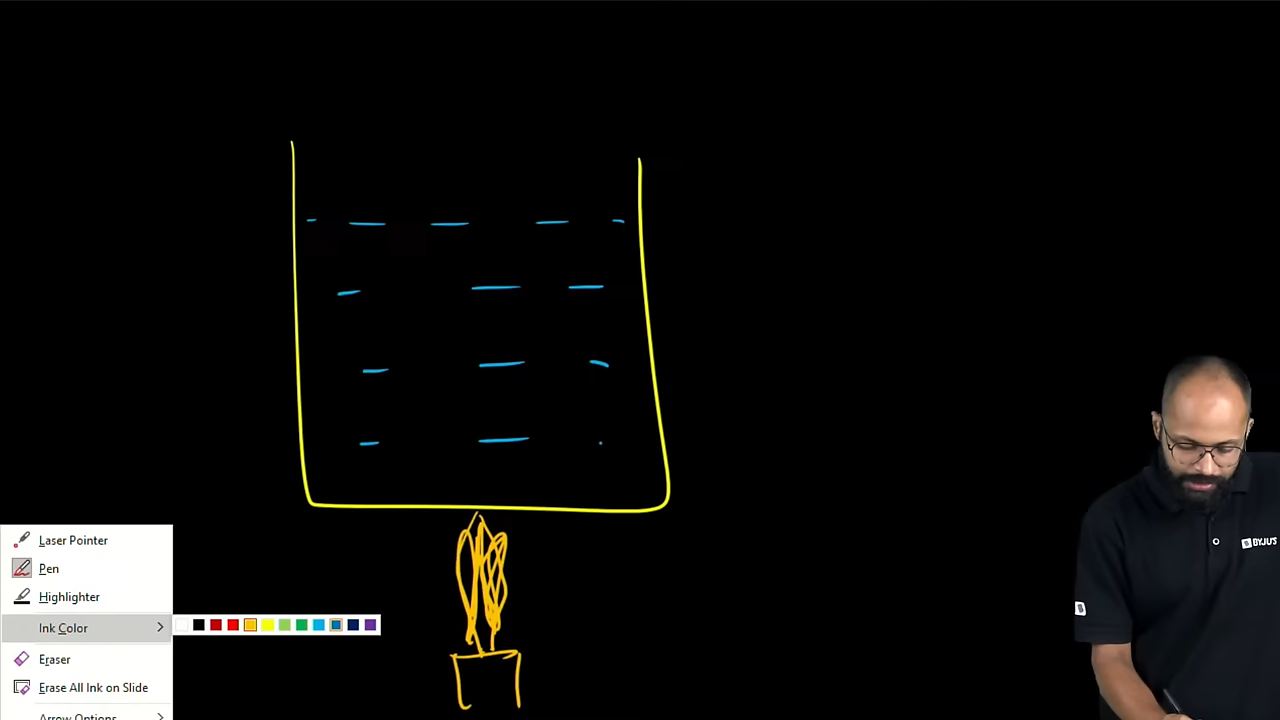 Laser Pointer
Pen
Highlighter
Ink Color
Eraser
Erase All Ink on Slide
Arrow Options
BYJU'S